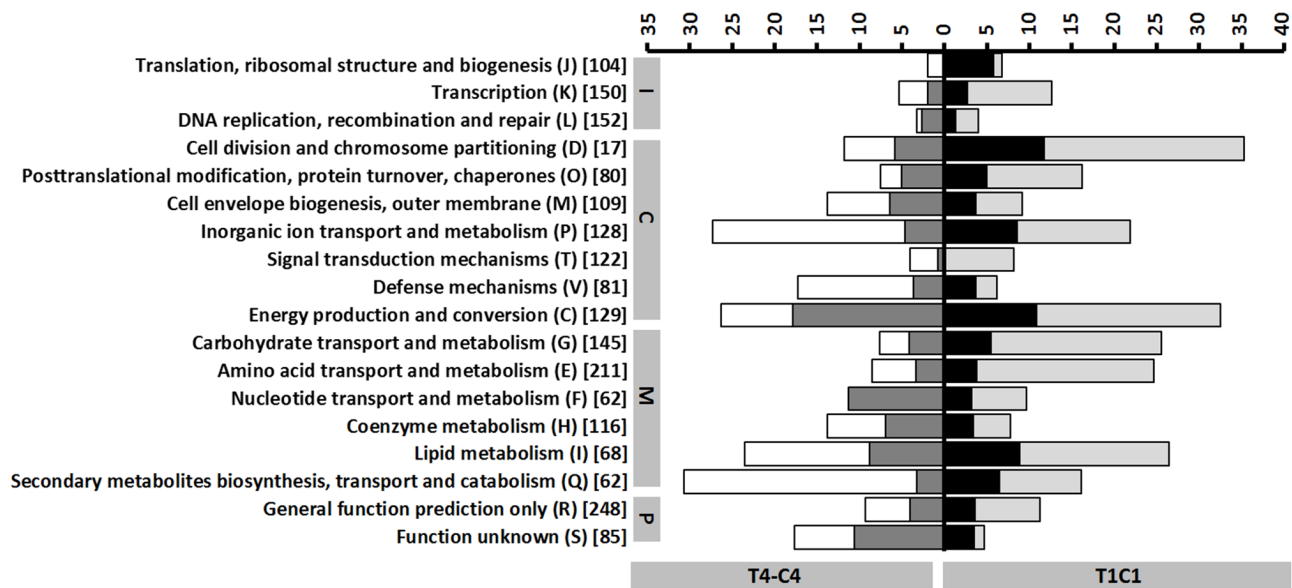 35 30 25 20 15 10 5 0 5 10 15 20 25 30 35 40
Translation, ribosomal structure and biogenesis (J) [104]
Transcription (K) [150]
DNA replication, recombination and repair (L) [152]
I
Cell division and chromosome partitioning (D) [17]
Posttranslational modification, protein turnover, chaperones (O) [80]
Cell envelope biogenesis, outer membrane (M) [109]
Inorganic ion transport and metabolism (P) [128]
Signal transduction mechanisms (T) [122]
Defense mechanisms (V) [81]
Energy production and conversion (C) [129]
C
Carbohydrate transport and metabolism (G) [145]
Amino acid transport and metabolism (E) [211]
Nucleotide transport and metabolism (F) [62]
Coenzyme metabolism (H) [116]
Lipid metabolism (I) [68]
Secondary metabolites biosynthesis, transport and catabolism (Q) [62]
M
General function prediction only (R) [248]
Function unknown (S) [85]
P
T4-C4 T1C1